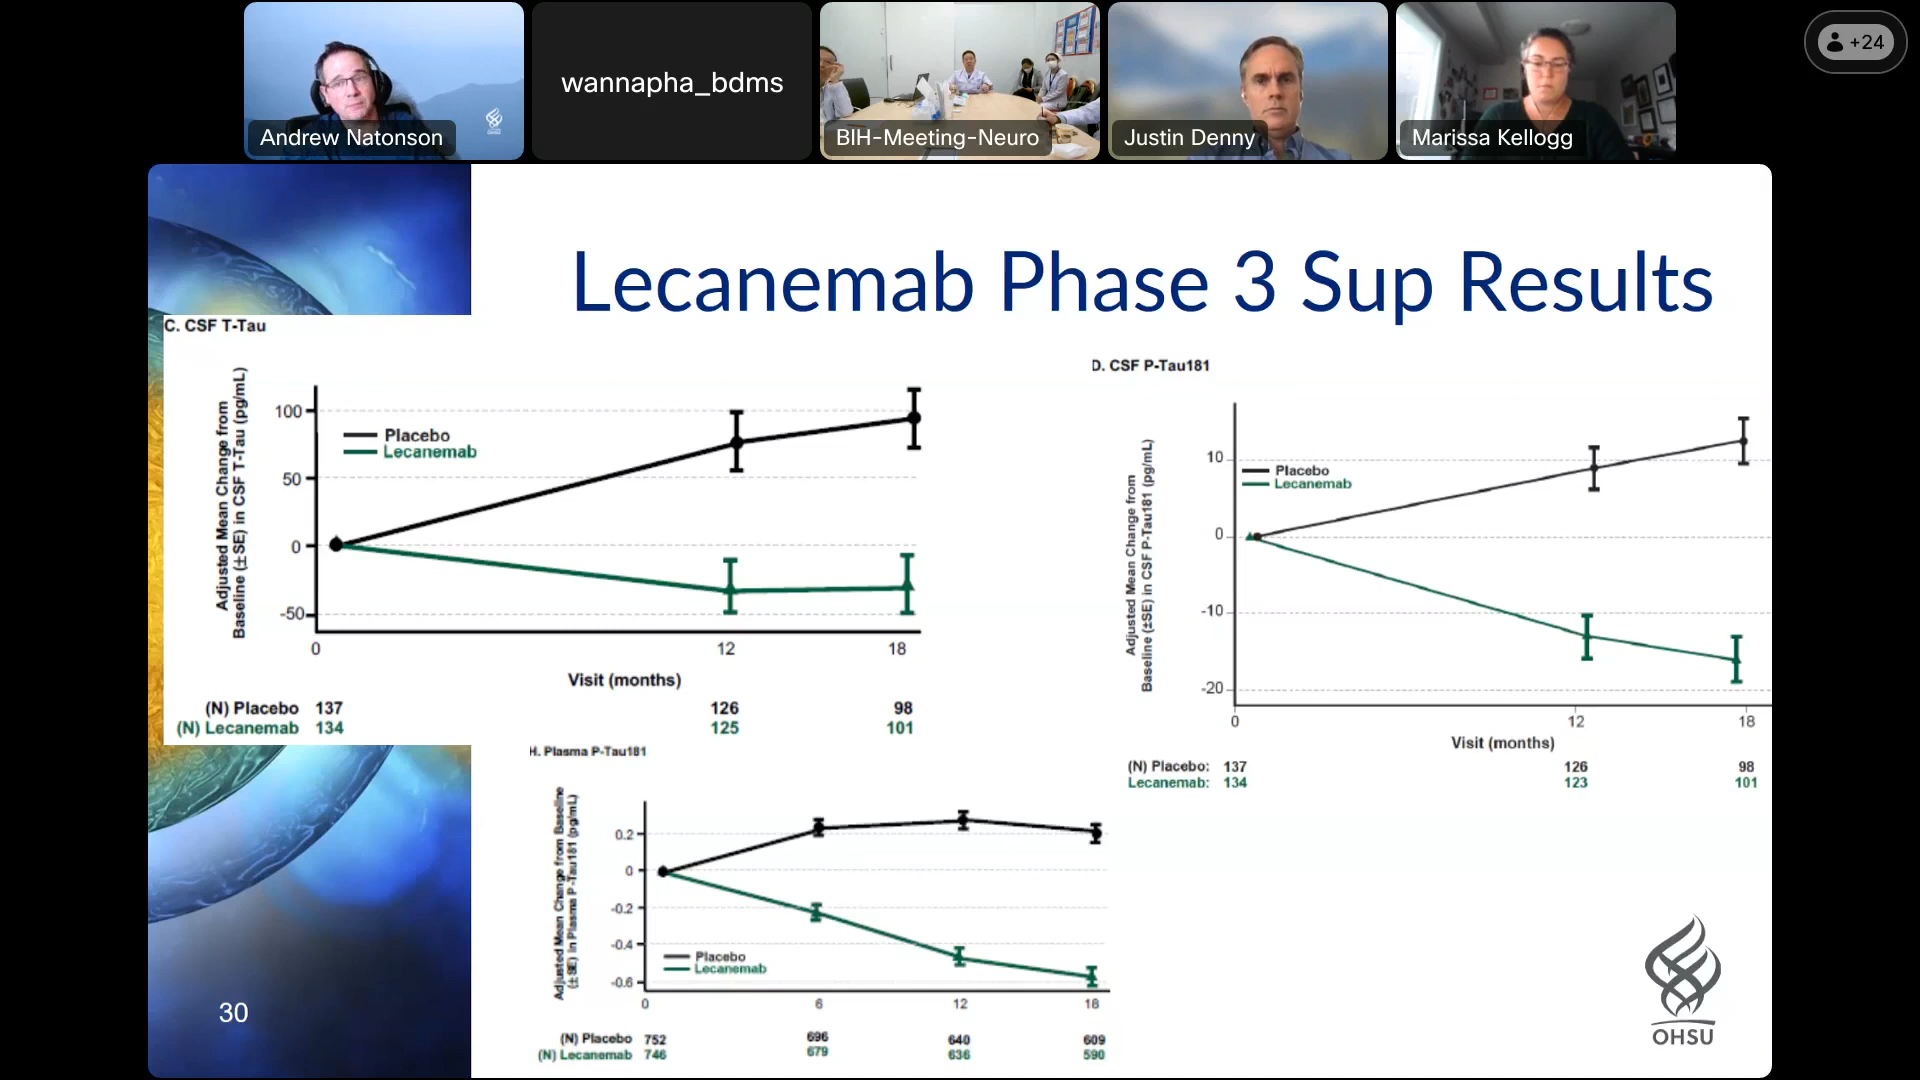 +24
Andrew Natonson
wannapha_bdms
BIH-Meeting-Neuro
Justin Denny
Marissa Kellogg
OHSU
Lecanemab Phase 3 Sup Results
C. CSF T-Tau
Adjusted Mean Change from
Baseline (±SE) in CSF T-Tau (pg/mL)
100
50
0
-50
Placebo
Lecanemab
0 12 18
Visit (months)
(N) Placebo 137 126 98
(N) Lecanemab 134 125 101
D. CSF P-Tau181
Adjusted Mean Change from
Baseline (±SE) in CSF P-Tau181 (pg/mL)
10
0
-10
-20
Placebo
Lecanemab
0 12 18
Visit (months)
(N) Placebo: 137 126 98
Lecanemab: 134 123 101
H. Plasma P-Tau181
Adjusted Mean Change from Baseline
(±SE) in Plasma P-Tau181 (pg/mL)
0.2
0
-0.2
-0.4
-0.6
Placebo
Lecanemab
0 6 12 18
(N) Placebo 752 696 640 609
(N) Lecanemab 746 679 636 590
30
OHSU